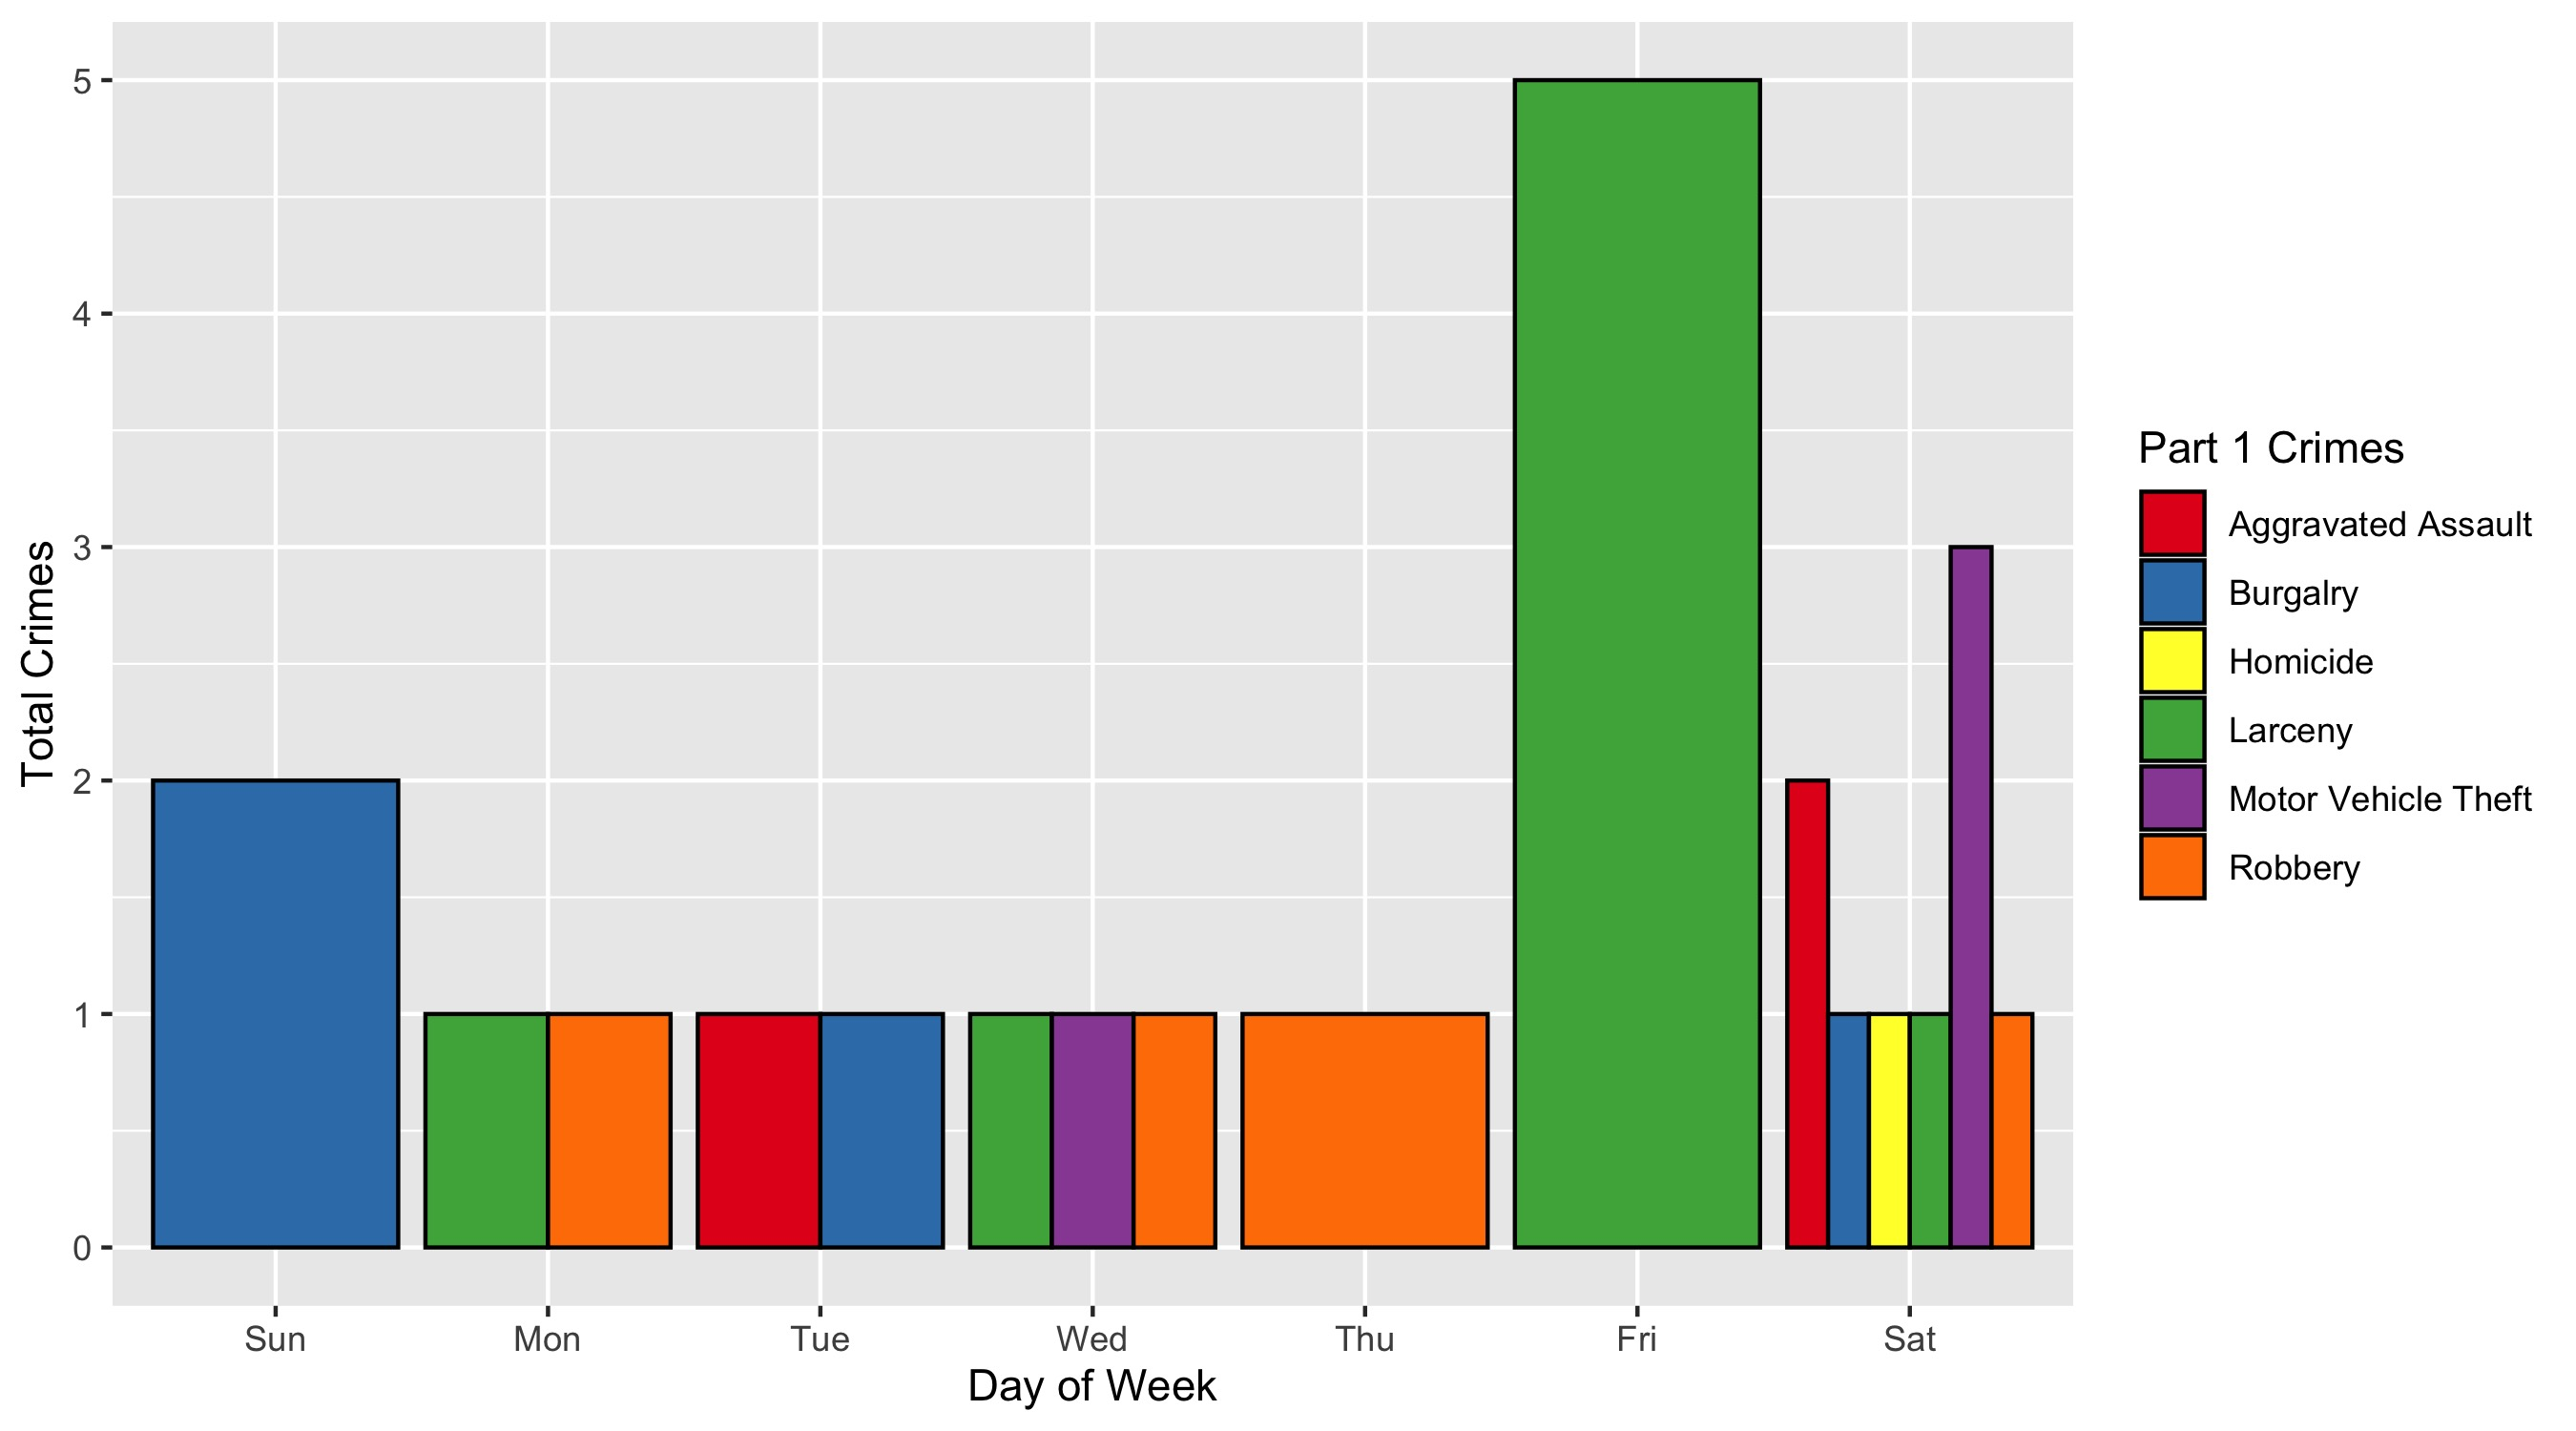 Total Crimes
5
4
3
2
1
0
Sun Mon Tue Wed Thu Fri Sat
Day of Week
Part 1 Crimes
Aggravated Assault
Burgalry
Homicide
Larceny
Motor Vehicle Theft
Robbery